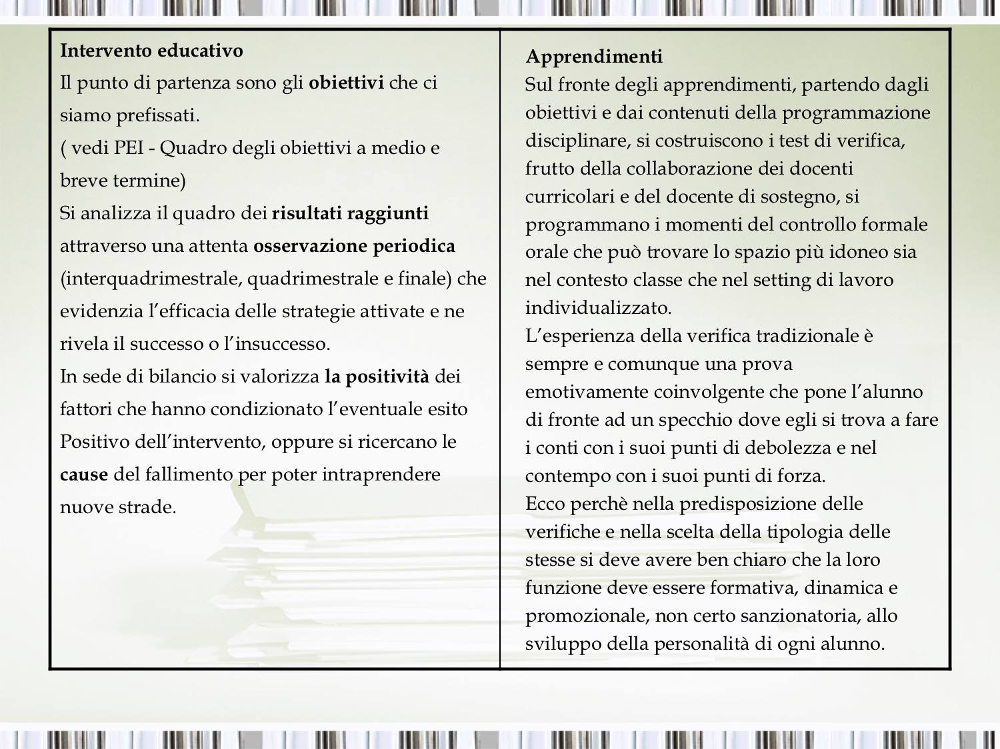 Intervento educativo
Il punto di partenza sono gli obiettivi che ci
siamo prefissati.
( vedi PEI - Quadro degli obiettivi a medio e
breve termine)
Si analizza il quadro dei risultati raggiunti
attraverso una attenta osservazione periodica
(interquadrimestrale, quadrimestrale e finale) che
evidenzia l’efficacia delle strategie attivate e ne
rivela il successo o l’insuccesso.
In sede di bilancio si valorizza la positività dei
fattori che hanno condizionato l’eventuale esito
Positivo dell’intervento, oppure si ricercano le
cause del fallimento per poter intraprendere
nuove strade.
Apprendimenti
Sul fronte degli apprendimenti, partendo dagli
obiettivi e dai contenuti della programmazione
disciplinare, si costruiscono i test di verifica,
frutto della collaborazione dei docenti
curricolari e del docente di sostegno, si
programmano i momenti del controllo formale
orale che può trovare lo spazio più idoneo sia
nel contesto classe che nel setting di lavoro
individualizzato.
L’esperienza della verifica tradizionale è
sempre e comunque una prova
emotivamente coinvolgente che pone l’alunno
di fronte ad un specchio dove egli si trova a fare
i conti con i suoi punti di debolezza e nel
contempo con i suoi punti di forza.
Ecco perchè nella predisposizione delle
verifiche e nella scelta della tipologia delle
stesse si deve avere ben chiaro che la loro
funzione deve essere formativa, dinamica e
promozionale, non certo sanzionatoria, allo
sviluppo della personalità di ogni alunno.